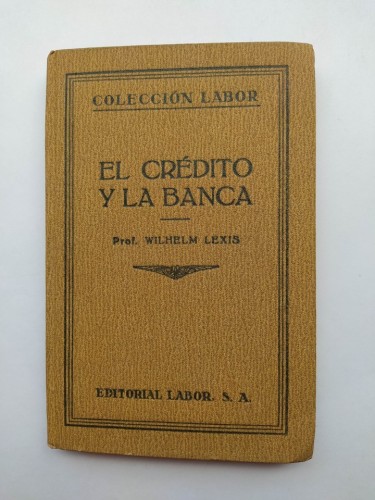 COLECCIÓN LABOR
EL CRÉDITO
Y LA BANCA
Prof. WILHELM LEXIS
EDITORIAL LABOR. S. A.